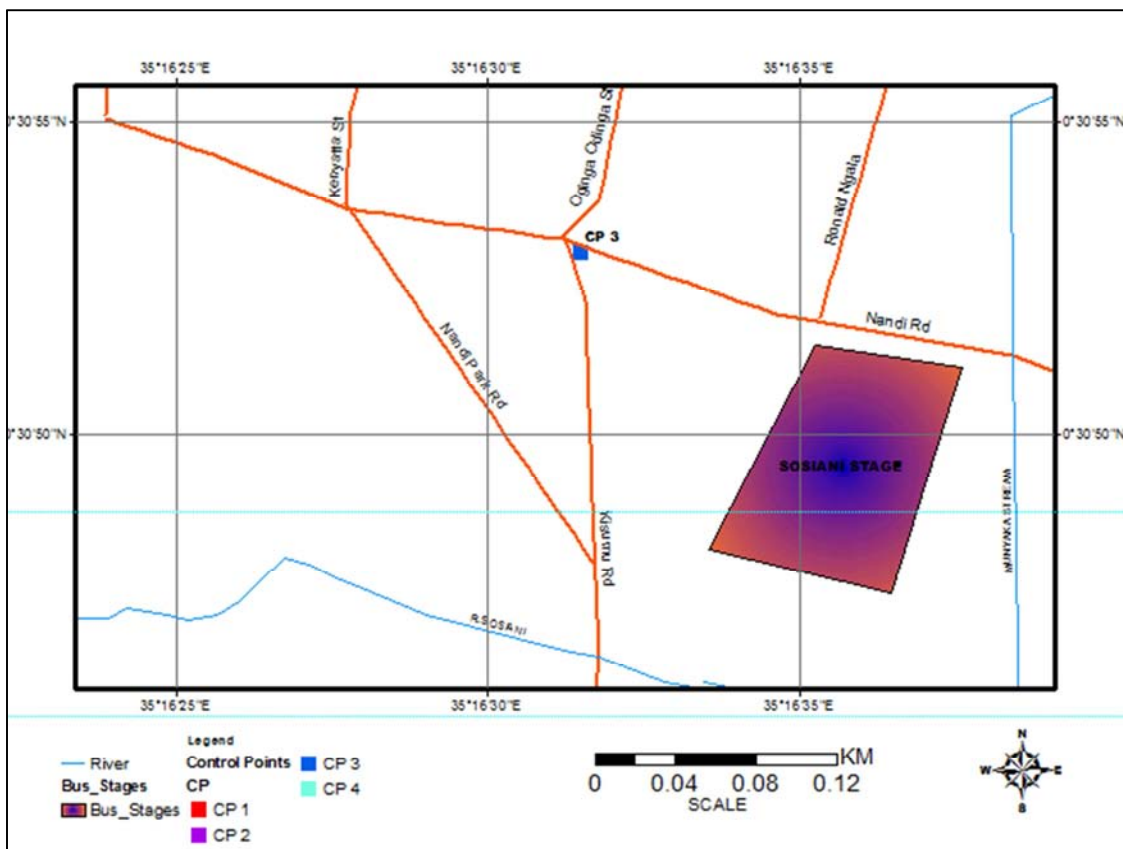 35°16'25"E 35°16'30"E 35°16'35"E
0°30'55"N 0°30'55"N
Kenyatta St
Oginga Odinga St
Ronald Ngala
CP 3
Nandi Rd
Nandi Park Rd
0°30'50"N 0°30'50"N
SOSIANI STAGE
MUNYAKA STREAM
Kisumu Rd
R.SOSANI
35°16'25"E 35°16'30"E 35°16'35"E
Legend
River
Bus_Stages
Bus_Stages
Control Points
CP
CP 1
CP 2
CP 3
CP 4
KM
0 0.04 0.08 0.12
SCALE
N
W E
S